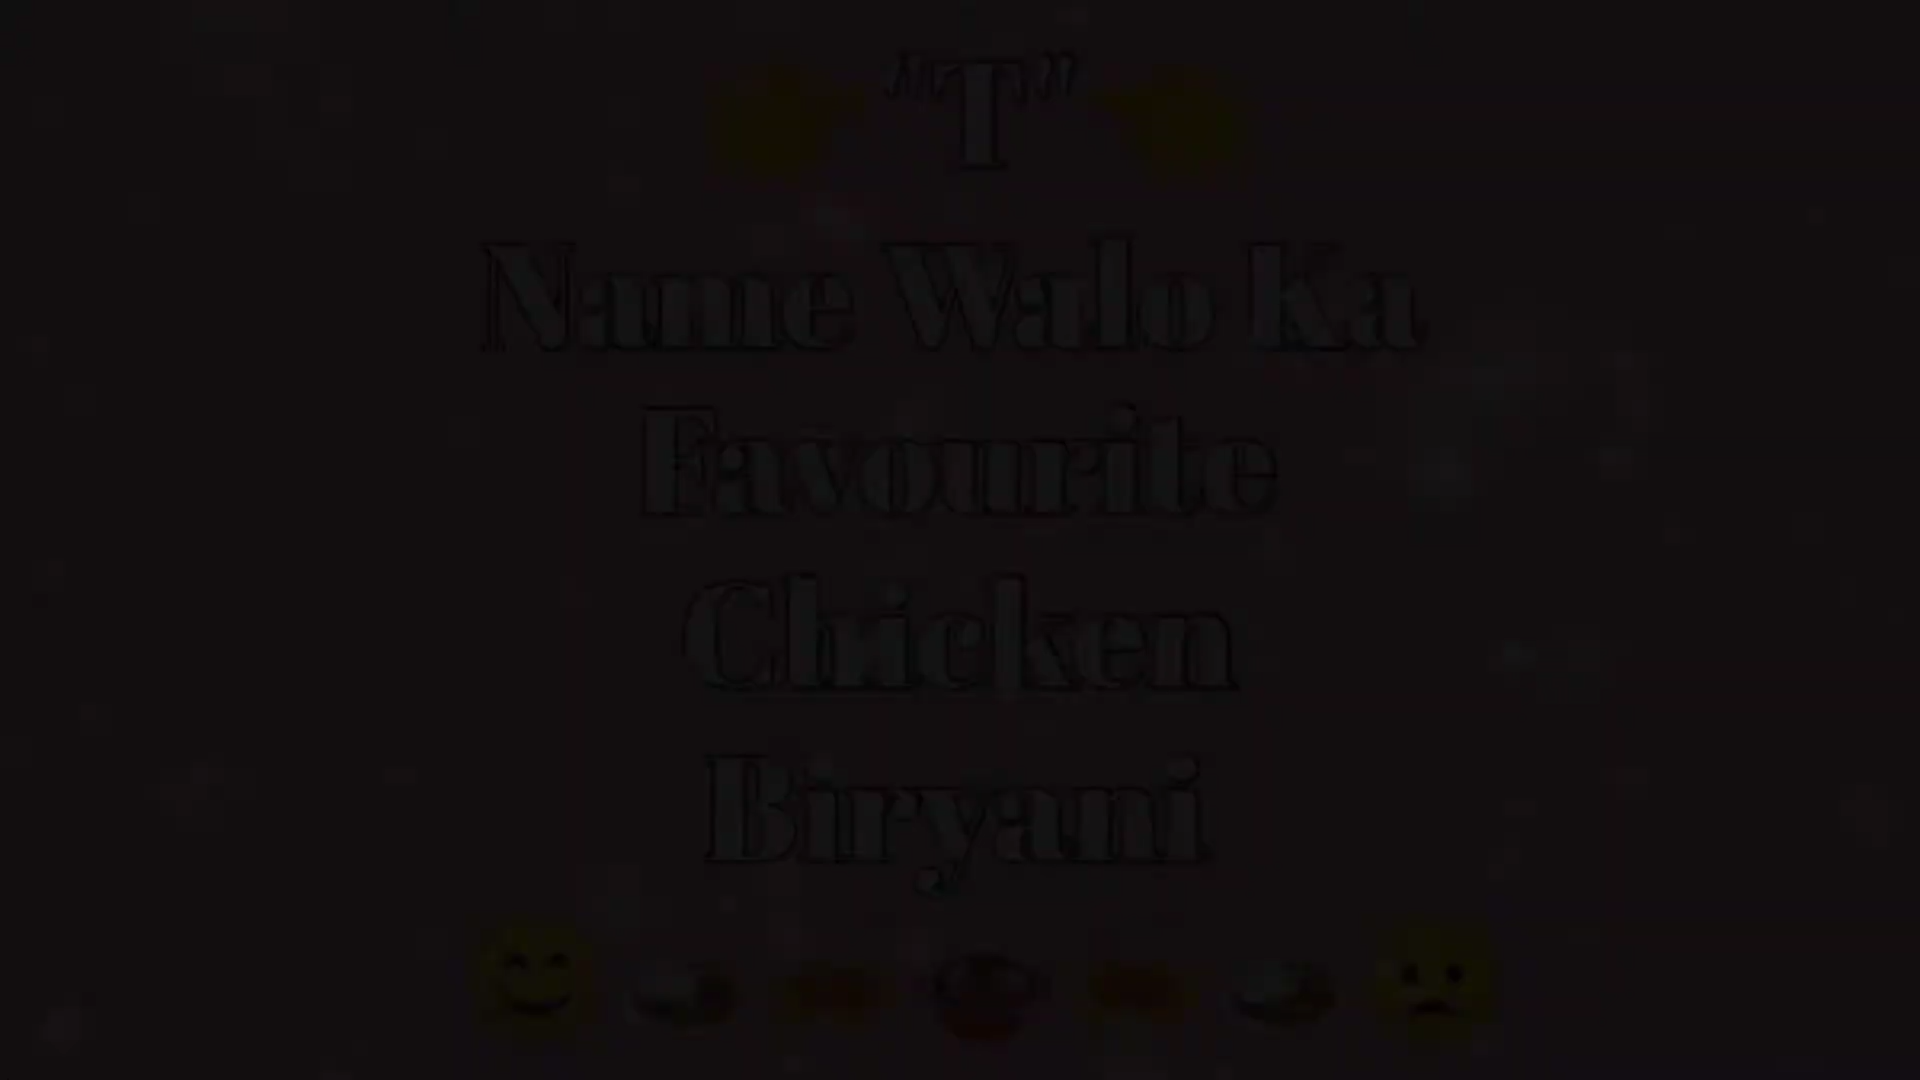 “T”
Name Walo Ka
Favourite
Chicken
Biryani